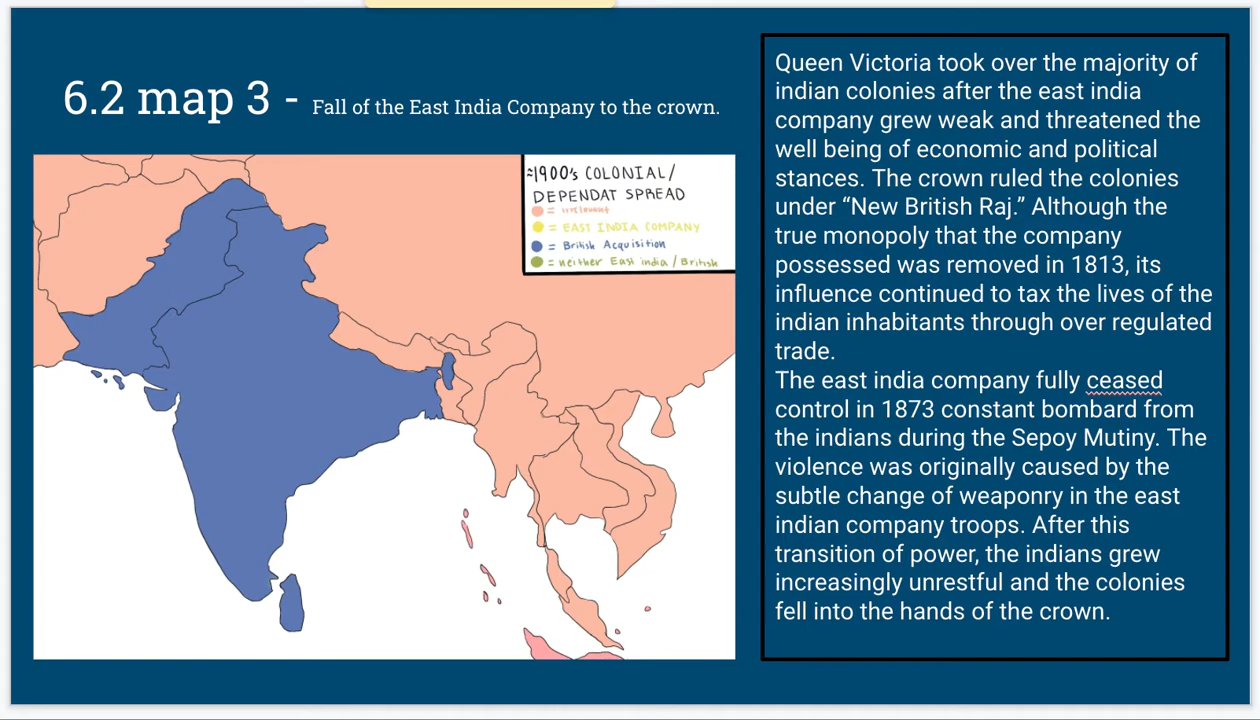 6.2 map 3 - Fall of the East India Company to the crown.
≈1900's COLONIAL/
DEPENDAT SPREAD
= irrelevant
= EAST INDIA COMPANY
= British Acquisition
= neither East india / British
Queen Victoria took over the majority of
indian colonies after the east india
company grew weak and threatened the
well being of economic and political
stances. The crown ruled the colonies
under “New British Raj.” Although the
true monopoly that the company
possessed was removed in 1813, its
influence continued to tax the lives of the
indian inhabitants through over regulated
trade.
The east india company fully ceased
control in 1873 constant bombard from
the indians during the Sepoy Mutiny. The
violence was originally caused by the
subtle change of weaponry in the east
indian company troops. After this
transition of power, the indians grew
increasingly unrestful and the colonies
fell into the hands of the crown.